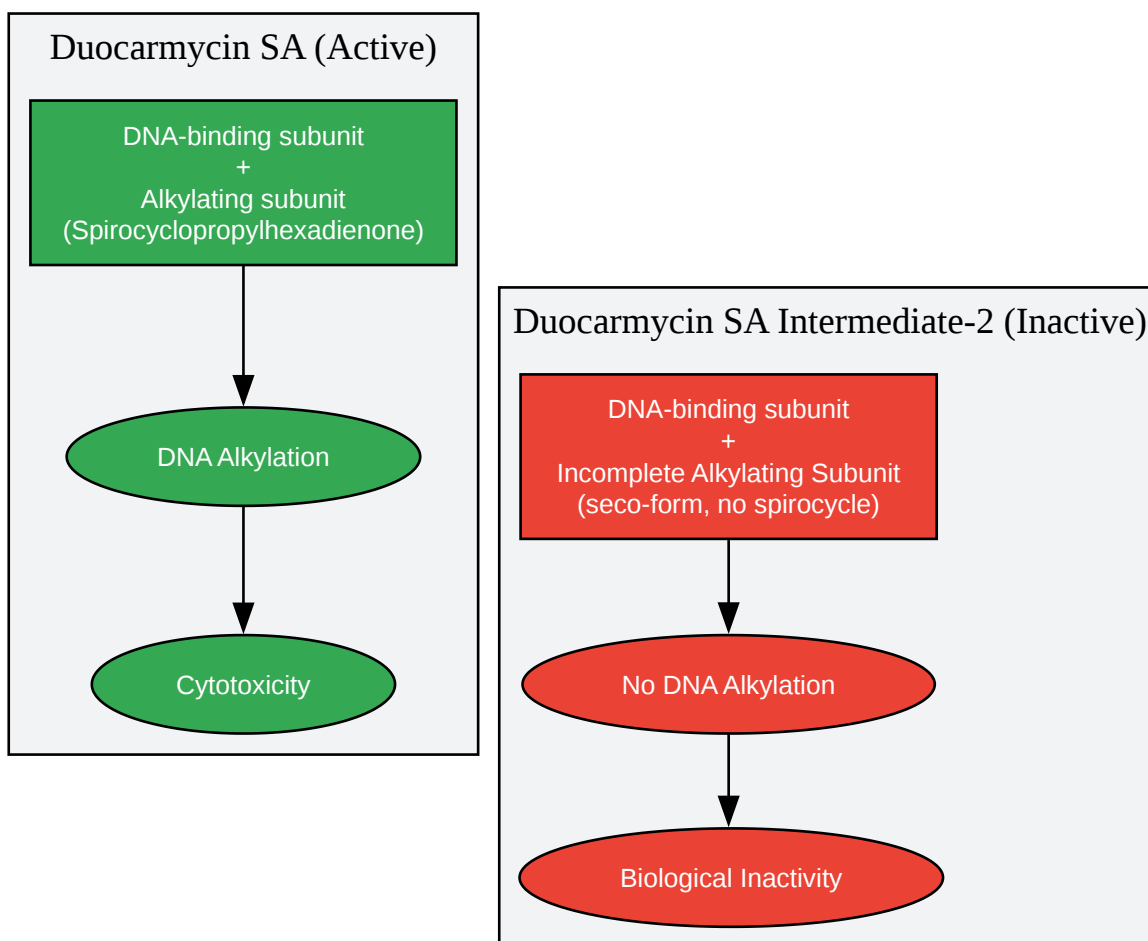 Duocarmycin SA (Active)
DNA-binding subunit
+
Alkylating subunit
(Spirocyclopropylhexadienone)
DNA Alkylation
Cytotoxicity
Duocarmycin SA Intermediate-2 (Inactive)
DNA-binding subunit
+
Incomplete Alkylating Subunit
(seco-form, no spirocycle)
No DNA Alkylation
Biological Inactivity